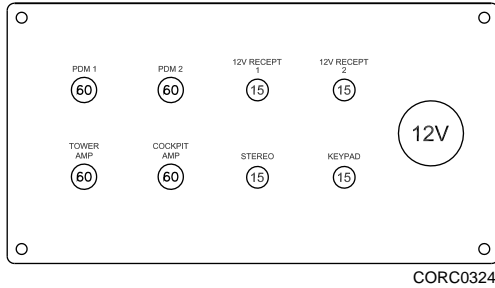 PDM 1
60
PDM 2
60
12V RECEPT
1
15
12V RECEPT
2
15
12V
TOWER
AMP
60
COCKPIT
AMP
60
STEREO
15
KEYPAD
15
CORC0324